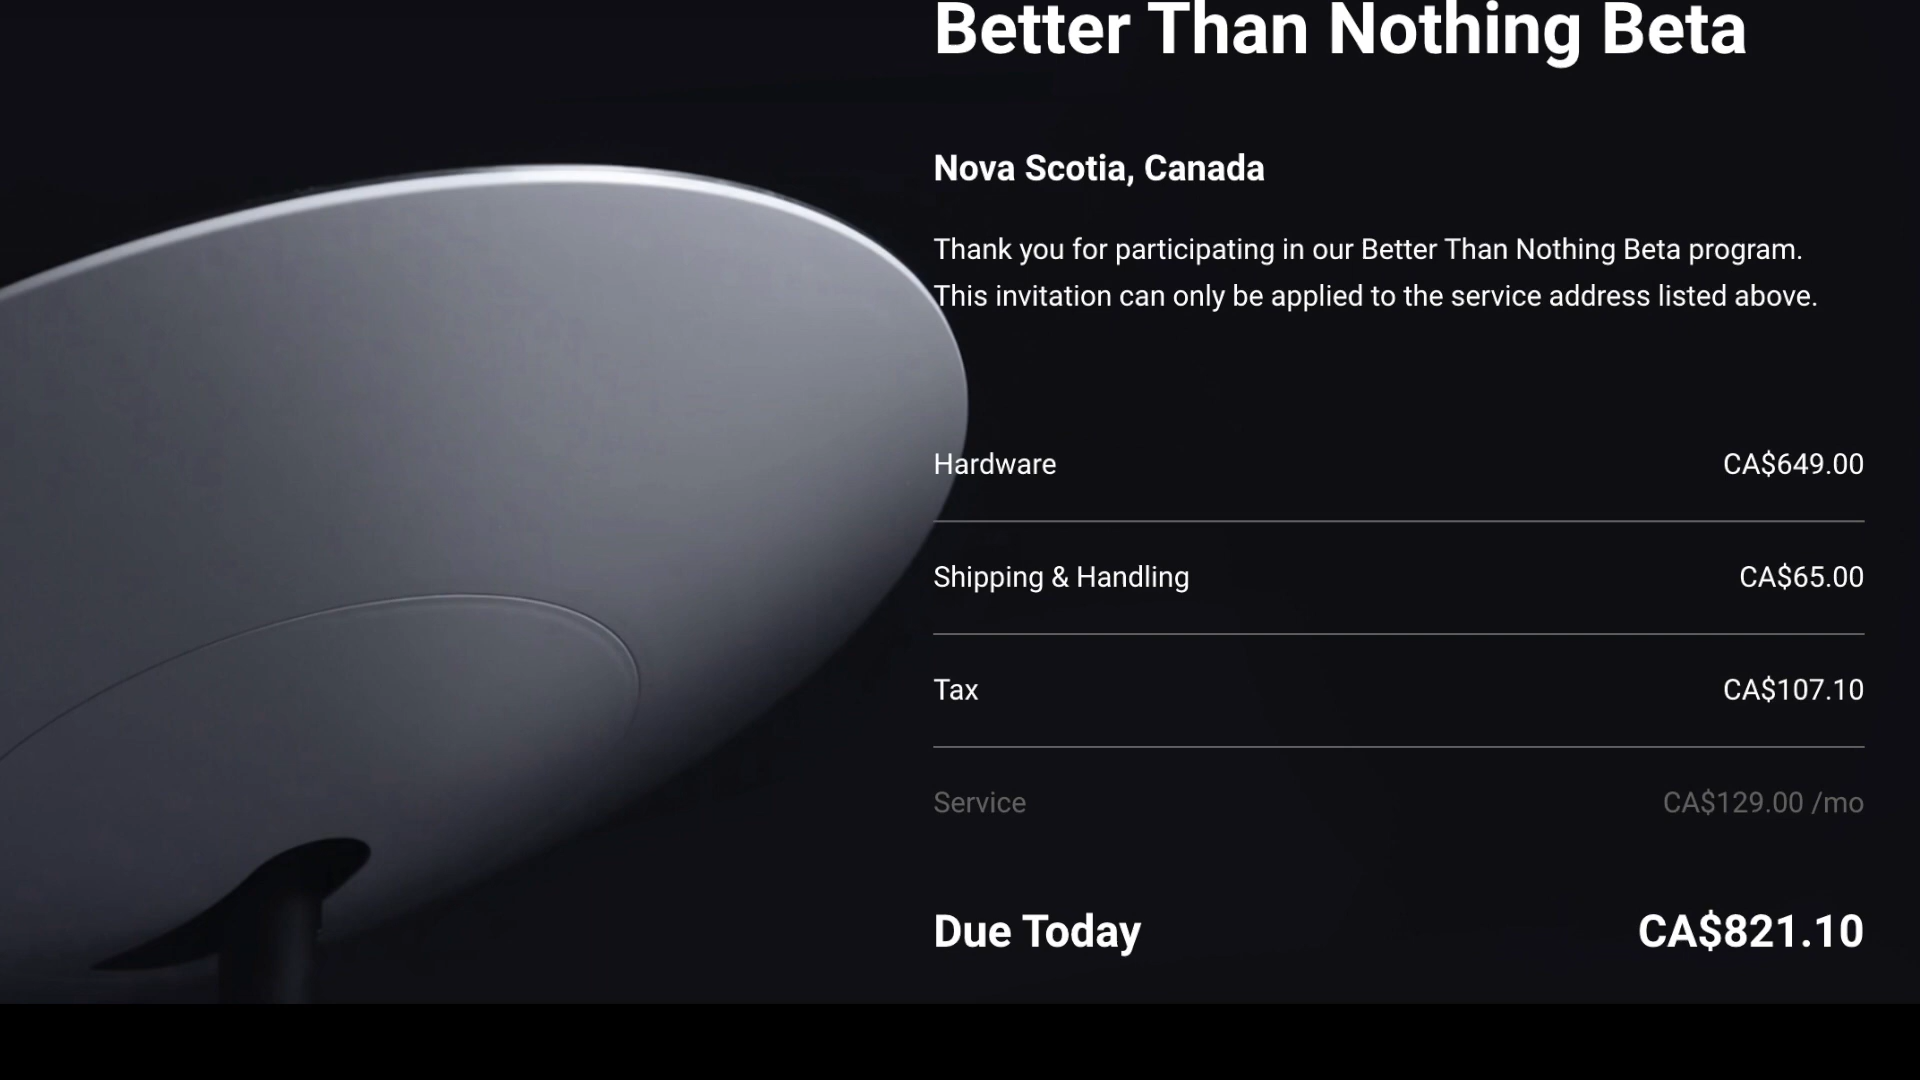 Better Than Nothing Beta
Nova Scotia, Canada
Thank you for participating in our Better Than Nothing Beta program.
This invitation can only be applied to the service address listed above.
Hardware CA$649.00
Shipping & Handling CA$65.00
Tax CA$107.10
Service CA$129.00 /mo
Due Today CA$821.10